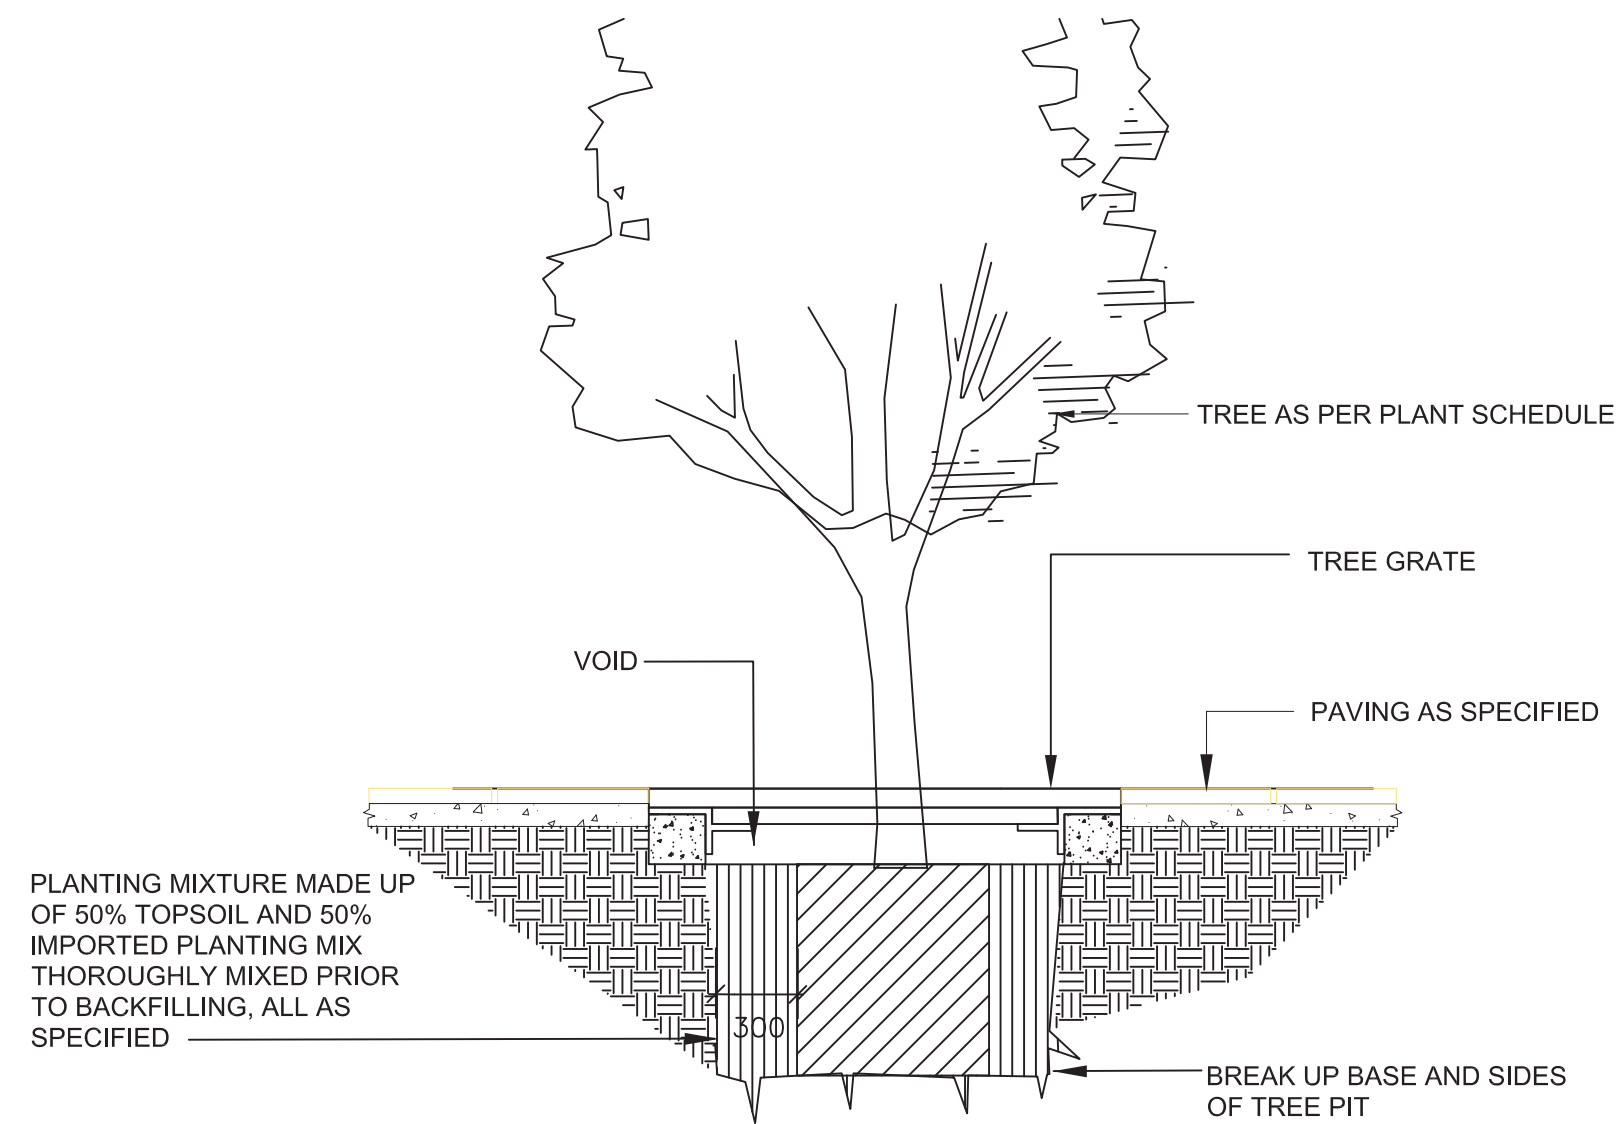 TREE AS PER PLANT SCHEDULE
TREE GRATE
VOID
PAVING AS SPECIFIED
PLANTING MIXTURE MADE UP
OF 50% TOPSOIL AND 50%
IMPORTED PLANTING MIX
THOROUGHLY MIXED PRIOR
TO BACKFILLING, ALL AS
SPECIFIED
300
BREAK UP BASE AND SIDES
OF TREE PIT